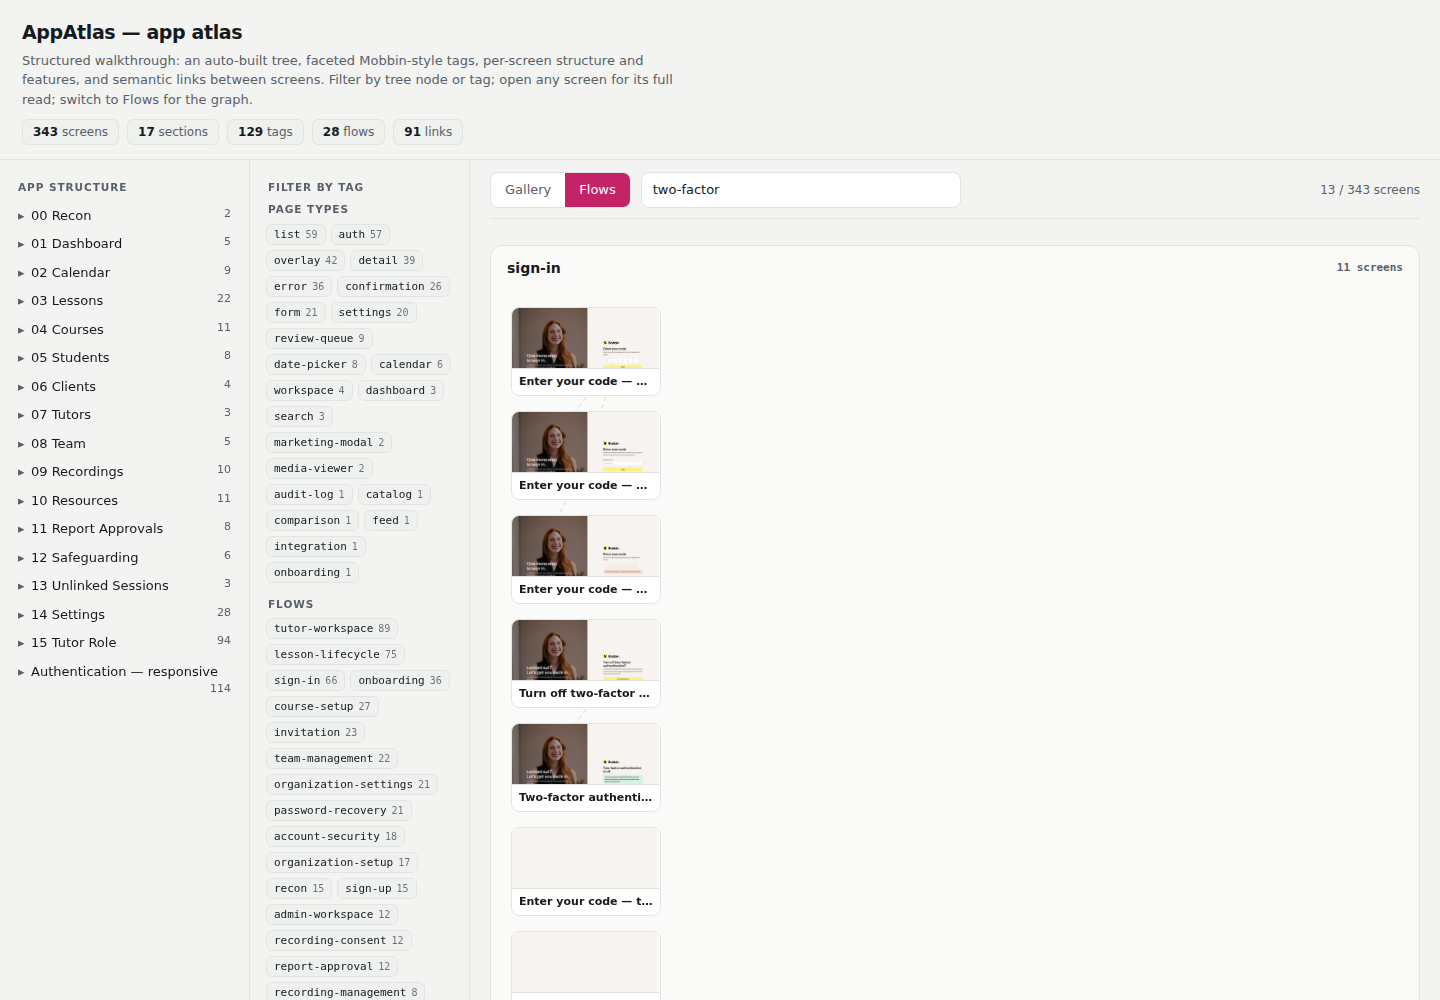 AppAtlas — app atlas
Structured walkthrough: an auto-built tree, faceted Mobbin-style tags, per-screen structure and
features, and semantic links between screens. Filter by tree node or tag; open any screen for its full
read; switch to Flows for the graph.
343 screens
17 sections
129 tags
28 flows
91 links
APP STRUCTURE
▸ 00 Recon 2
▸ 01 Dashboard 5
▸ 02 Calendar 9
▸ 03 Lessons 22
▸ 04 Courses 11
▸ 05 Students 8
▸ 06 Clients 4
▸ 07 Tutors 3
▸ 08 Team 5
▸ 09 Recordings 10
▸ 10 Resources 11
▸ 11 Report Approvals 8
▸ 12 Safeguarding 6
▸ 13 Unlinked Sessions 3
▸ 14 Settings 28
▸ 15 Tutor Role 94
▸ Authentication — responsive
114
FILTER BY TAG
PAGE TYPES
list 59 auth 57
overlay 42 detail 39
error 36 confirmation 26
form 21 settings 20
review-queue 9
date-picker 8 calendar 6
workspace 4 dashboard 3
search 3
marketing-modal 2
media-viewer 2
audit-log 1 catalog 1
comparison 1 feed 1
integration 1
onboarding 1
FLOWS
tutor-workspace 89
lesson-lifecycle 75
sign-in 66 onboarding 36
course-setup 27
invitation 23
team-management 22
organization-settings 21
password-recovery 21
account-security 18
organization-setup 17
recon 15 sign-up 15
admin-workspace 12
recording-consent 12
report-approval 12
recording-management 8
Gallery Flows two-factor 13 / 343 screens
sign-in 11 screens
Enter your code — …
Enter your code — …
Enter your code — …
Turn off two-factor …
Two-factor authenti…
Enter your code — t…